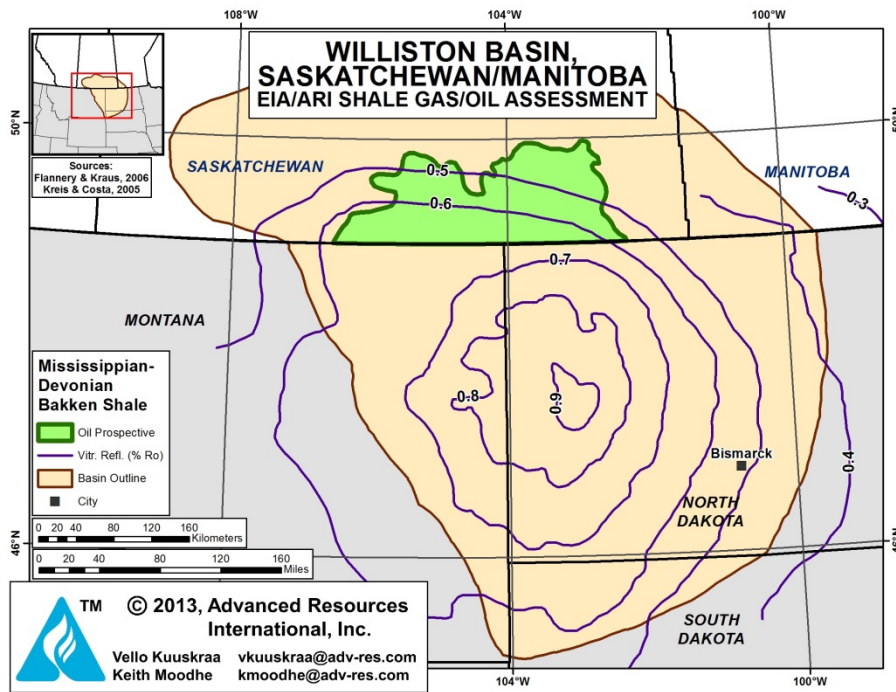 108°W
104°W
100°W
WILLISTON BASIN,
SASKATCHEWAN/MANITOBA
EIA/ARI SHALE GAS/OIL ASSESSMENT
Sources:
Flannery & Kraus, 2006
Kreis & Costa, 2005
50°N
50°N
SASKATCHEWAN
MANITOBA
0.5
0.6
0.3
0.7
MONTANA
Mississippian-
Devonian
Bakken Shale
Oil Prospective
Vitr. Refl. (% Ro)
Basin Outline
City
0.8
0.9
0.4
Bismarck
NORTH
DAKOTA
0 20 40 80 120 160
Kilometers
0 20 40 80 120 160
Miles
46°N
46°N
SOUTH
DAKOTA
TM
© 2013, Advanced Resources
International, Inc.
Vello Kuuskraa vkuuskraa@adv-res.com
Keith Moodhe kmoodhe@adv-res.com
108°W
104°W
100°W